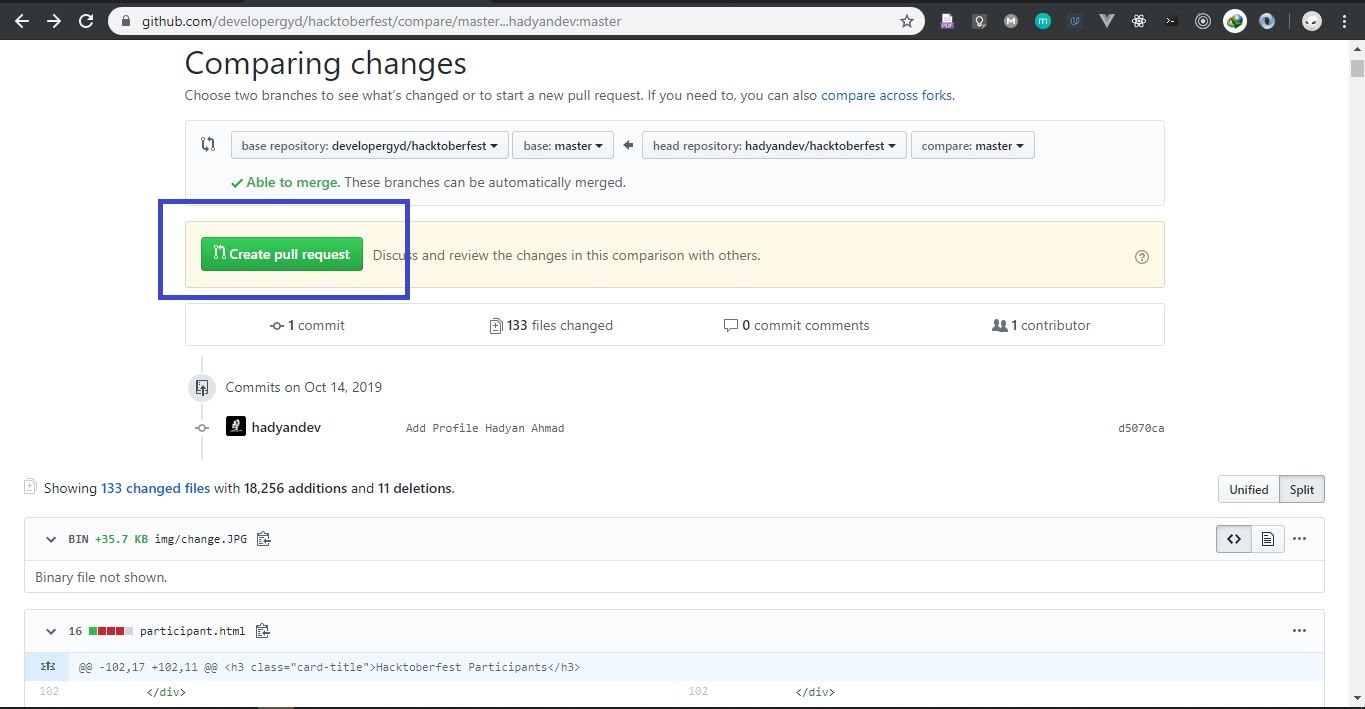 github.com/developergyd/hacktoberfest/compare/master...hadyandev:master
Comparing changes
Choose two branches to see what's changed or to start a new pull request. If you need to, you can also compare across forks.
base repository: developergyd/hacktoberfest base: master head repository: hadyandev/hacktoberfest compare: master
Able to merge. These branches can be automatically merged.
Create pull request Discuss and review the changes in this comparison with others.
1 commit 133 files changed 0 commit comments 1 contributor
Commits on Oct 14, 2019
hadyandev Add Profile Hadyan Ahmad d5070ca
Showing 133 changed files with 18,256 additions and 11 deletions. Unified Split
BIN +35.7 KB img/change.JPG
Binary file not shown.
16 participant.html
@@ -102,17 +102,11 @@ <h3 class="card-title">Hacktoberfest Participants</h3>
102 </div> 102 </div>